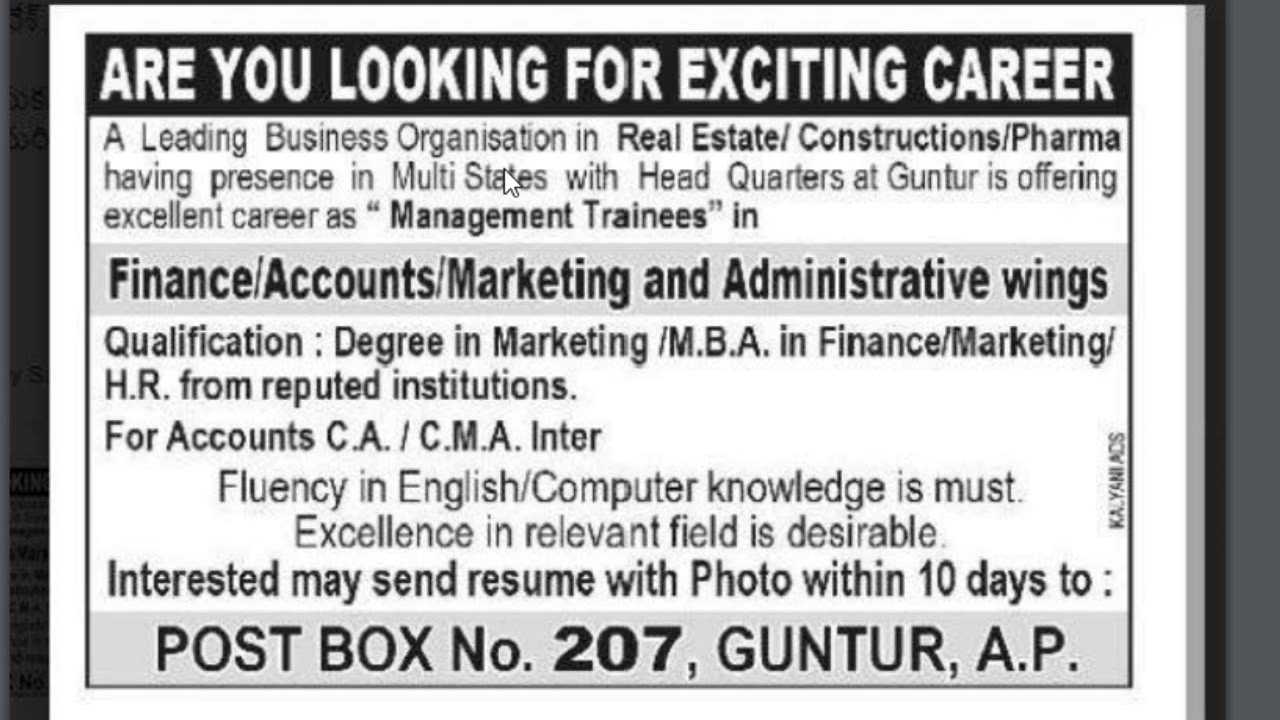 ARE YOU LOOKING FOR EXCITING CAREER
A Leading Business Organisation in Real Estate/ Constructions/Pharma
having presence in Multi States with Head Quarters at Guntur is offering
excellent career as “ Management Trainees” in
Finance/Accounts/Marketing and Administrative wings
Qualification : Degree in Marketing /M.B.A. in Finance/Marketing/
H.R. from reputed institutions.
For Accounts C.A. / C.M.A. Inter
Fluency in English/Computer knowledge is must.
Excellence in relevant field is desirable.
Interested may send resume with Photo within 10 days to :
POST BOX No. 207, GUNTUR, A.P.
KALYANI ADS